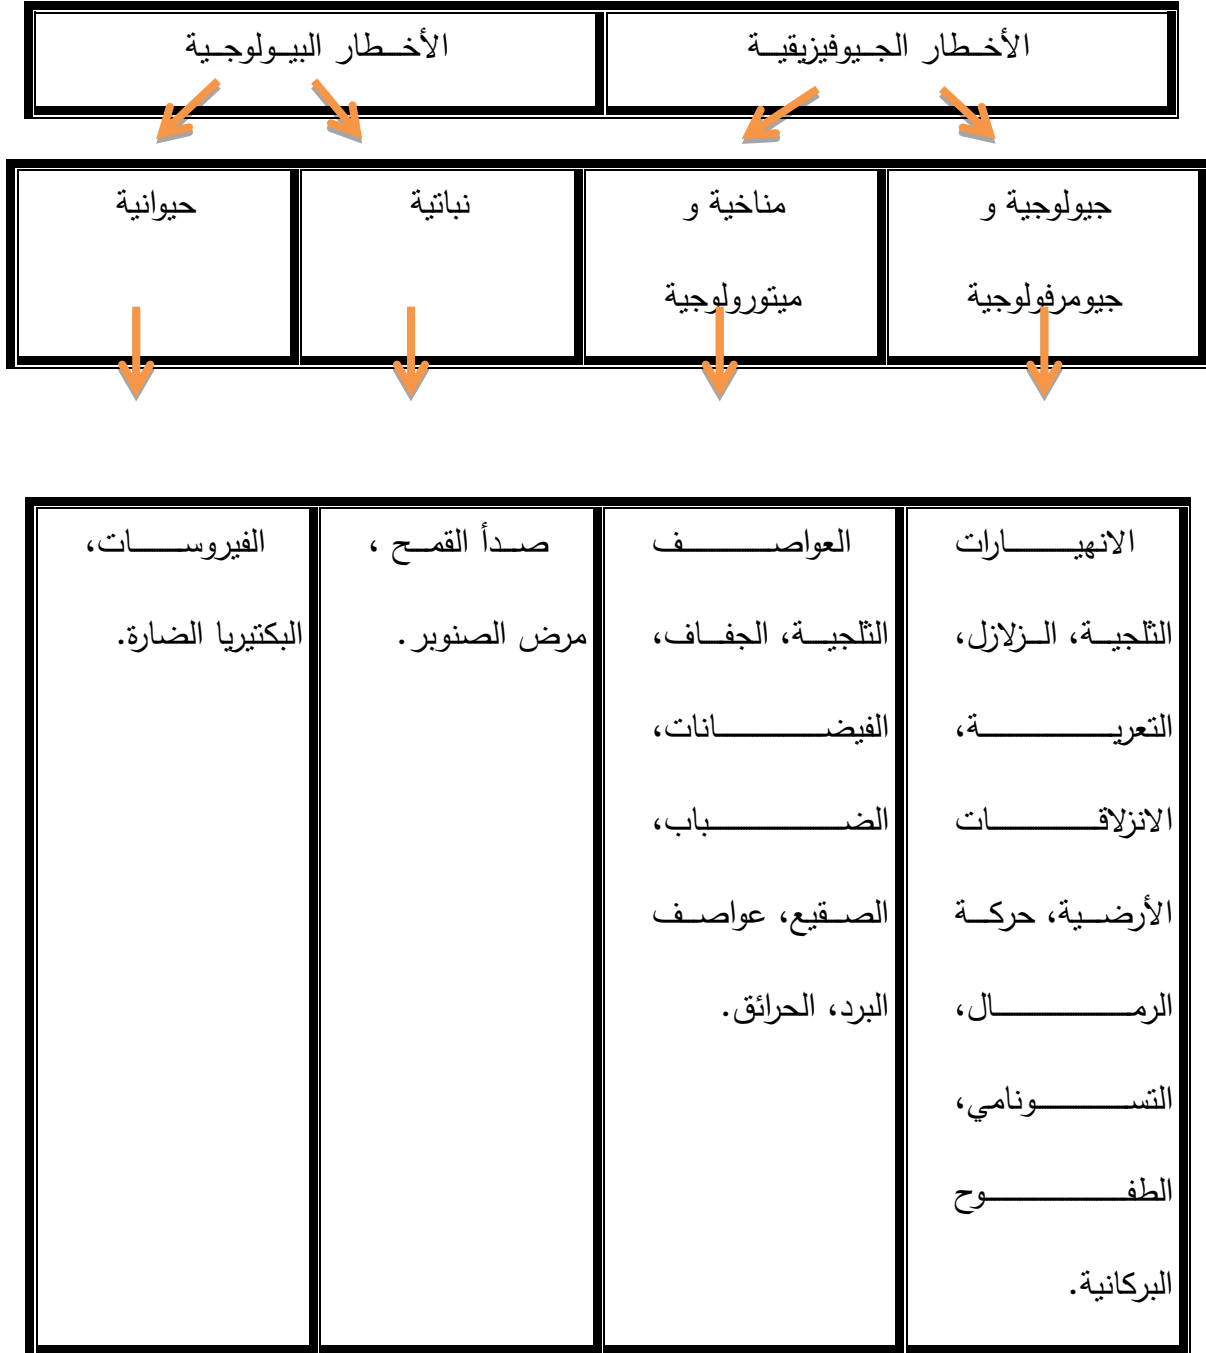 الأخطار الجيوفيزيقية
الأخطار البيولوجية
جيولوجية و
جيومرفولوجية
مناخية و
ميتورولوجية
نباتية
حيوانية
الانهيارات
الثلجية، الزلازل،
التعرية،
الانزلاقات
الأرضية، حركة
الرمال،
التسونامي،
الطفوح
البركانية.
العواصف
الثلجية، الجفاف،
الفيضانات،
الضباب،
الصقيع، عواصف
البرد، الحرائق.
صدأ القمح ،
مرض الصنوبر.
الفيروسات،
البكتيريا الضارة.